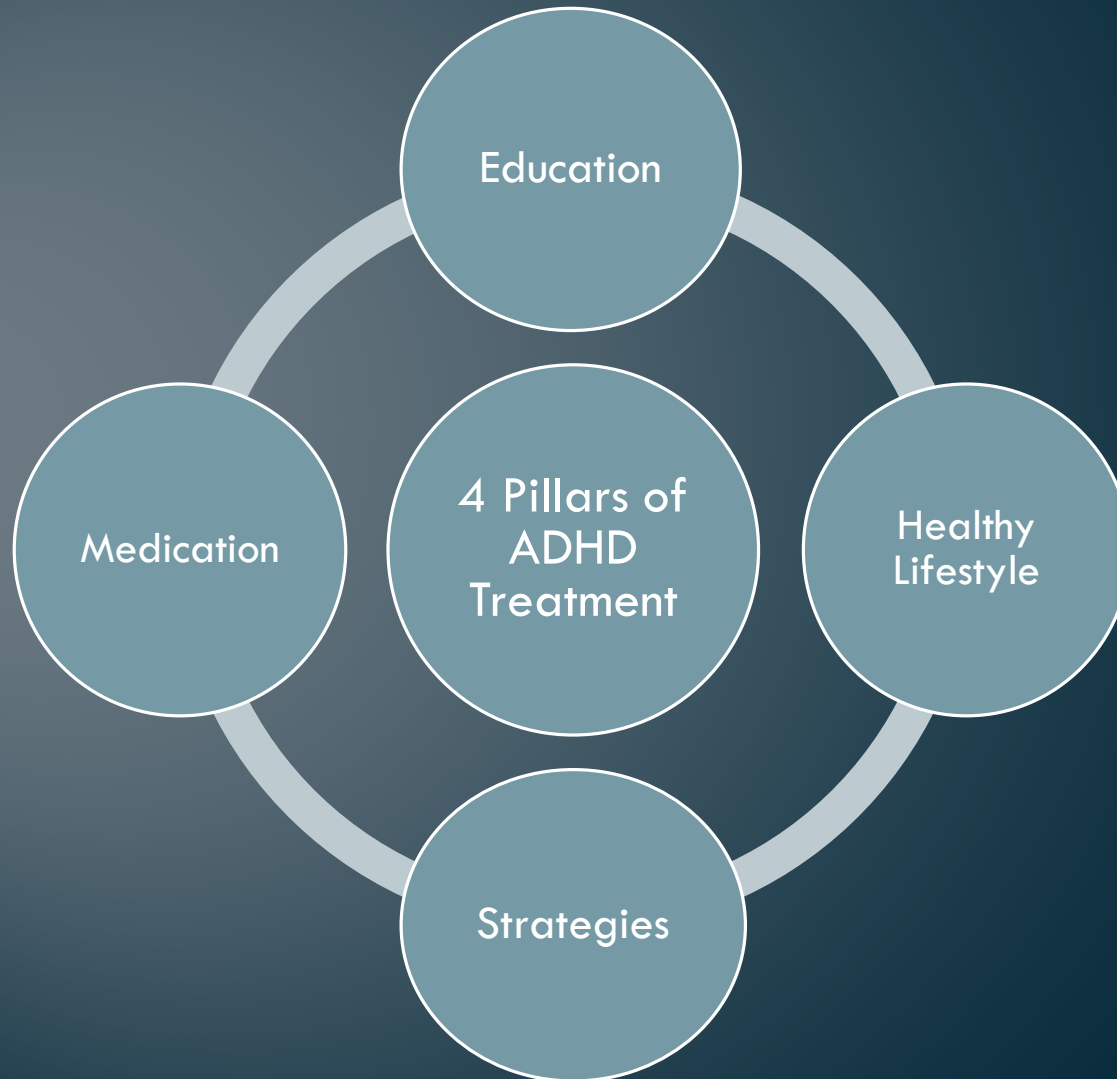 Education
4 Pillars of
ADHD
Treatment
Medication
Healthy
Lifestyle
Strategies